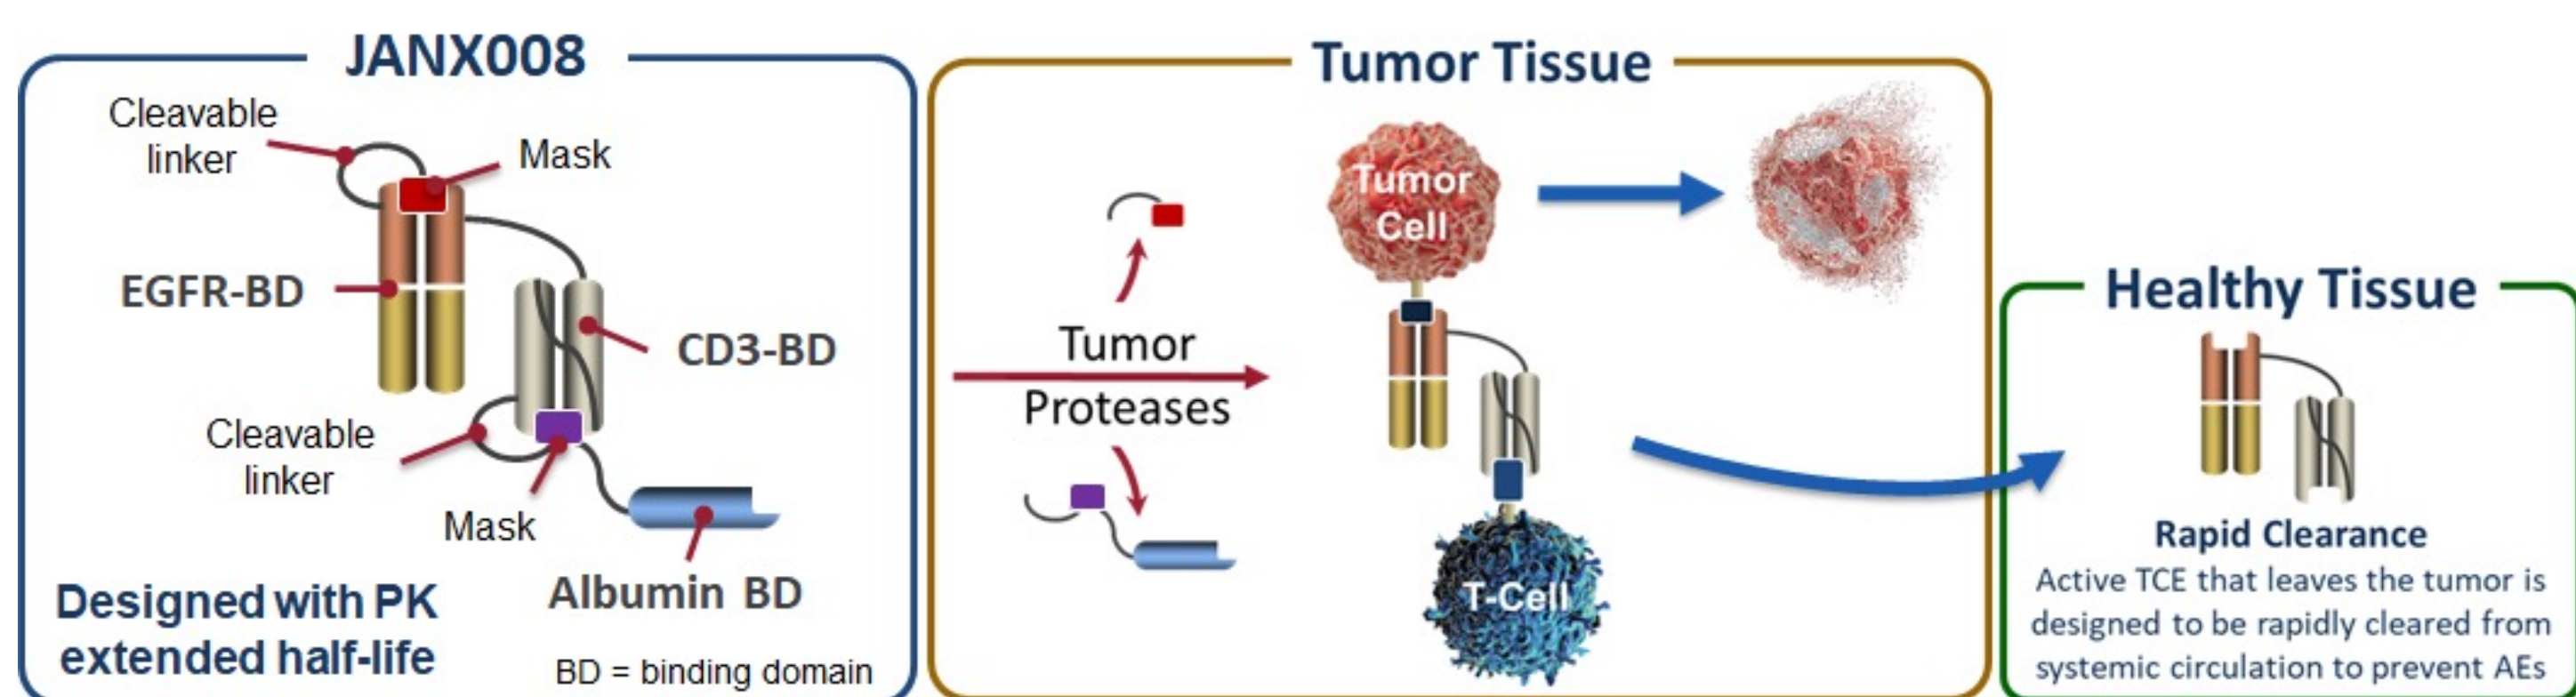 JANX008
Cleavable
linker
Mask
EGFR-BD
CD3-BD
Cleavable
linker
Mask
Albumin BD
Designed with PK
extended half-life
BD = binding domain
Tumor Tissue
Tumor
Proteases
Tumor
Cell
T-Cell
Healthy Tissue
Rapid Clearance
Active TCE that leaves the tumor is
designed to be rapidly cleared from
systemic circulation to prevent AEs